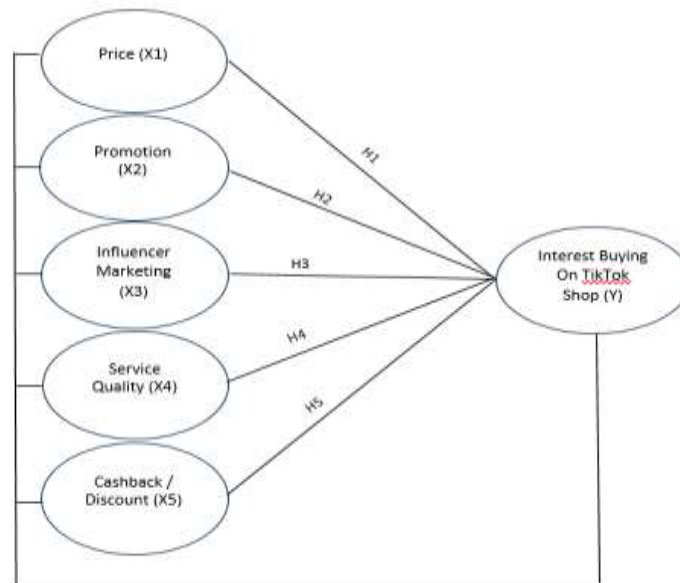 Price (X1)
Promotion
(X2)
Influencer
Marketing
(X3)
Service
Quality (X4)
Cashback /
Discount (X5)
H1
H2
H3
H4
H5
Interest Buying
On TikTok
Shop (Y)